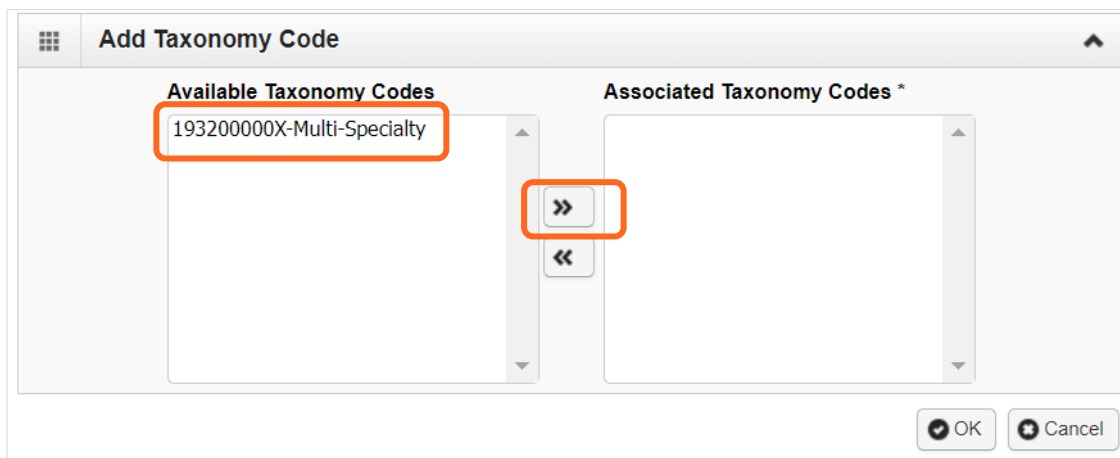 Add Taxonomy Code
Available Taxonomy Codes
Associated Taxonomy Codes *
193200000X-Multi-Specialty
OK
Cancel